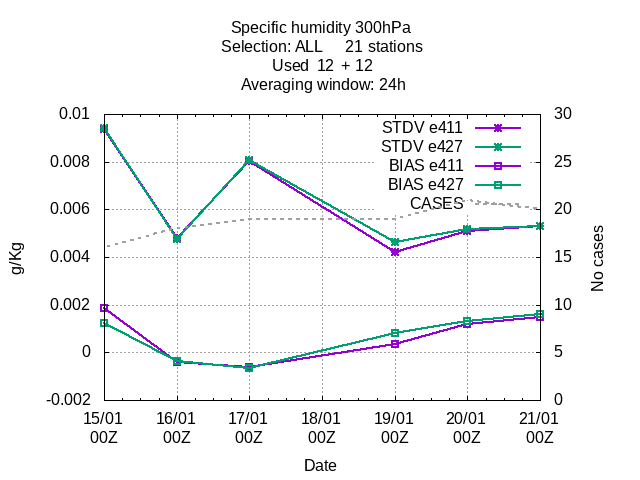 Specific humidity 300hPa
Selection: ALL 21 stations
Used 12 + 12
Averaging window: 24h
0.01
0.008
0.006
0.004
0.002
0
-0.002
g/Kg
STDV e411
STDV e427
BIAS e411
BIAS e427
CASES
30
25
20
15
10
5
0
No cases
15/01 16/01 17/01 18/01 19/01 20/01 21/01
00Z 00Z 00Z 00Z 00Z 00Z 00Z
Date